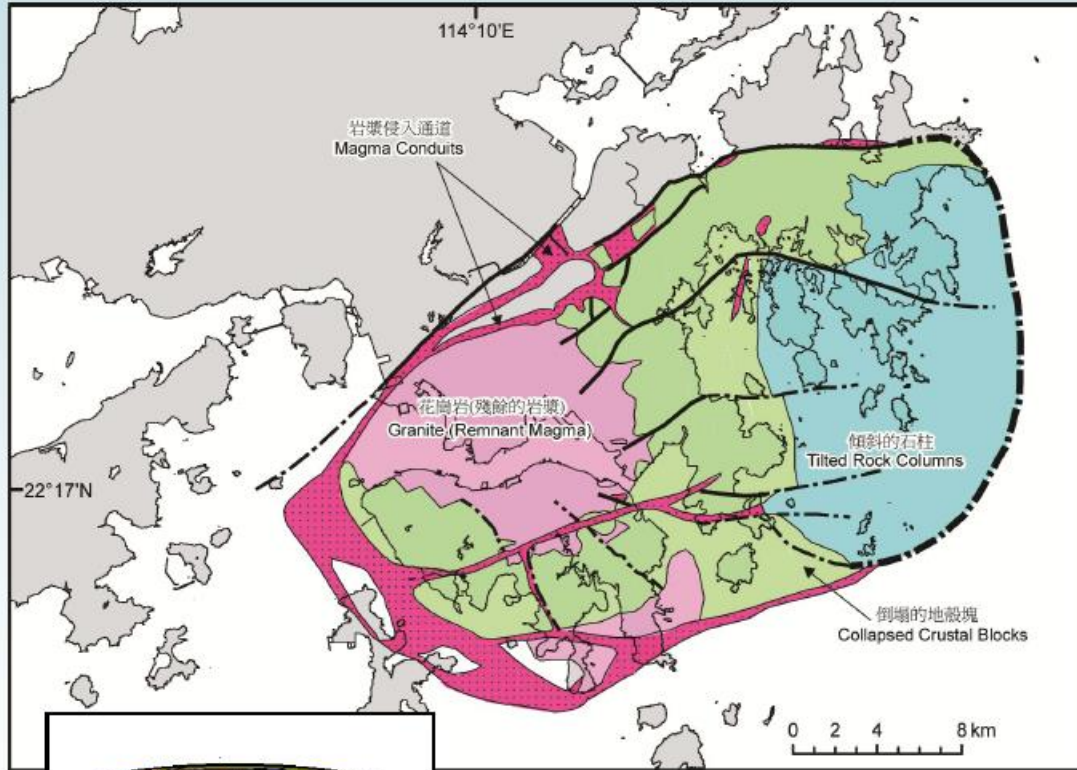 114°10'E
岩漿侵入通道
Magma Conduits
花崗岩(殘餘的岩漿)
Granite (Remnant Magma)
傾斜的石柱
Tilted Rock Columns
22°17'N
倒塌的地殼塊
Collapsed Crustal Blocks
0 2 4 8 km